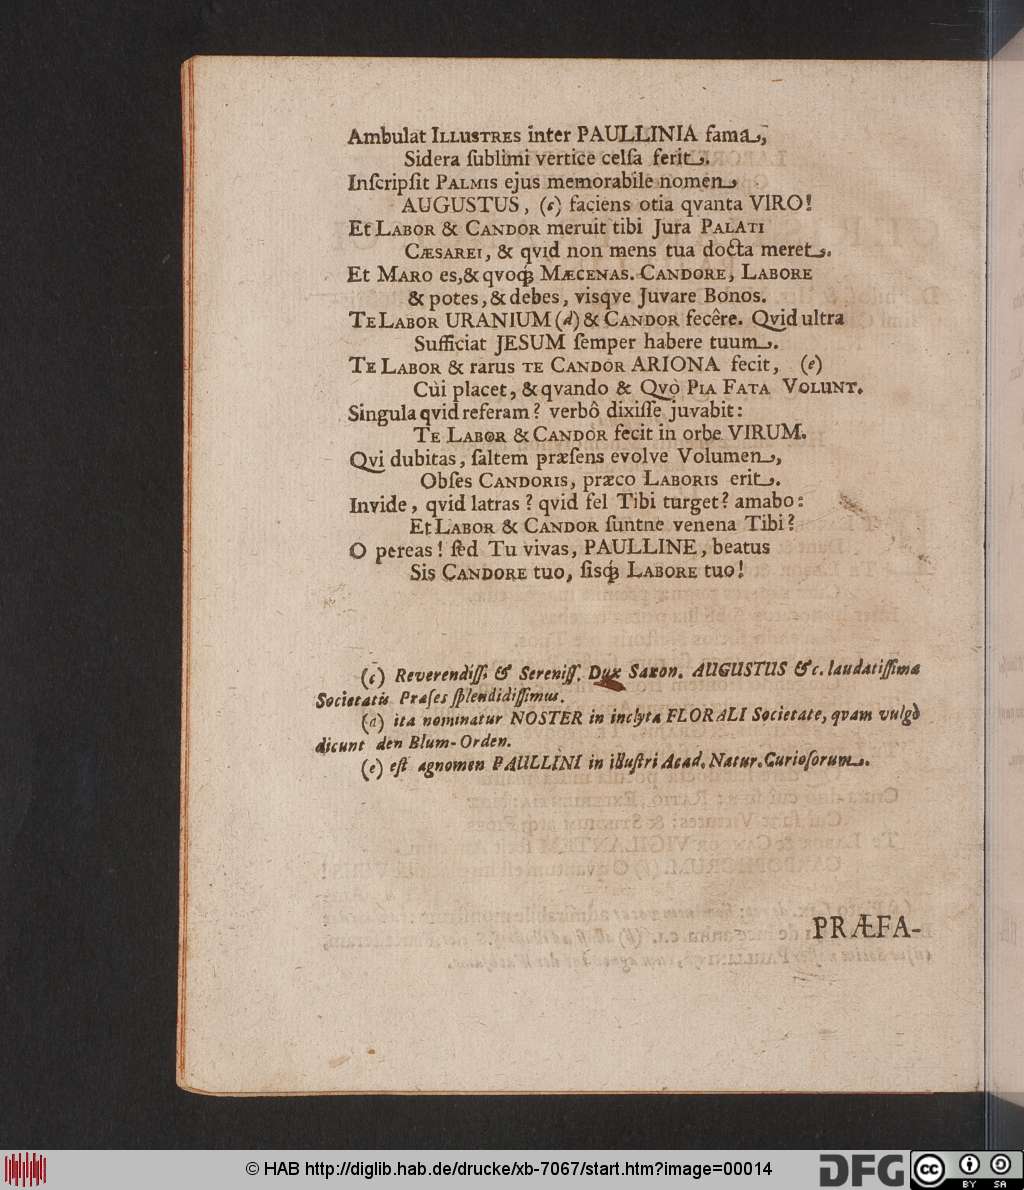 Ambulat ILLUSTRES inter PAULLINIA fama,
Sidera ſublimi vertice celſa ferit.
Inſcripſit PALMIS ejus memorabile nomen,
AUGUSTUS, (c) faciens otia qvanta VIRO!
Et LABOR & CANDOR meruit tibi Jura PALATI
CÆSAREI, & qvid non mens tua docta meret.
Et MARO es, & qvoqꝫ MÆCENAS. CANDORE, LABORE
& potes, & debes, visqve Juvare Bonos.
TE LABOR URANIUM (d) & CANDOR fecêre. Qvid ultra
Sufficiat JESUM ſemper habere tuum.
TE LABOR & rarus TE CANDOR ARIONA fecit, (e)
Cui placet, & qvando & QVÒ PIA FATA VOLUNT.
Singula qvid referam? verbô dixiſſe juvabit:
TE LABOR & CANDOR fecit in orbe VIRUM.
Qvi dubitas, ſaltem præſens evolve Volumen,
Obſes CANDORIS, præco LABORIS erit.
Invide, qvid latras? qvid fel Tibi turget? amabo:
Et LABOR & CANDOR ſuntne venena Tibi?
O pereas! ſed Tu vivas, PAULLINE, beatus
Sis CANDORE tuo, ſisqꝫ LABORE tuo!
(c) Reverendiſſ. & Sereniſſ. Dux Saxon. AUGUSTUS &c. laudatiſſima
Societatis Præſes ſplendidiſſimus.
(d) ita nominatur NOSTER in inclyta FLORALI Societate, qvam vulgò
dicunt den Blum-Orden.
(e) eſt agnomen PAULLINI in illuſtri Acad. Natur. Curioſorum.
PRÆFA-
© HAB http://diglib.hab.de/drucke/xb-7067/start.htm?image=00014
DFG
cc BY SA